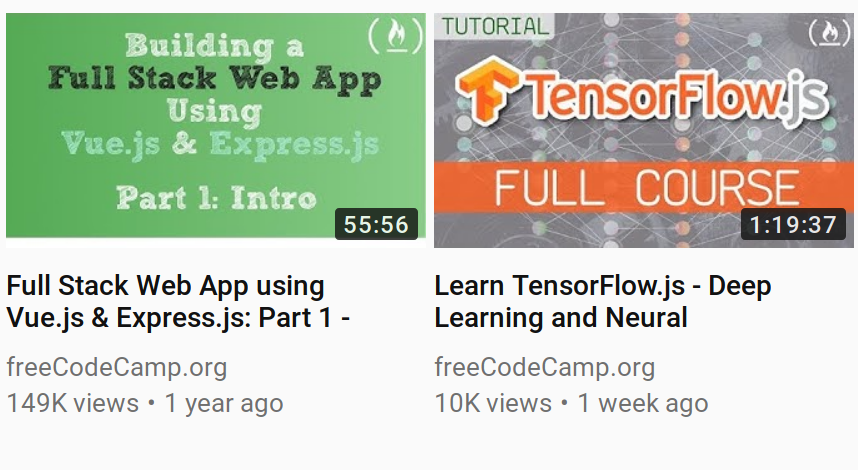 Building a
Full Stack Web App
Using
Vue.js & Express.js
Part 1: Intro
55:56
Full Stack Web App using
Vue.js & Express.js: Part 1 -
freeCodeCamp.org
149K views • 1 year ago
TUTORIAL
TensorFlow.js
FULL COURSE
1:19:37
Learn TensorFlow.js - Deep
Learning and Neural
freeCodeCamp.org
10K views • 1 week ago